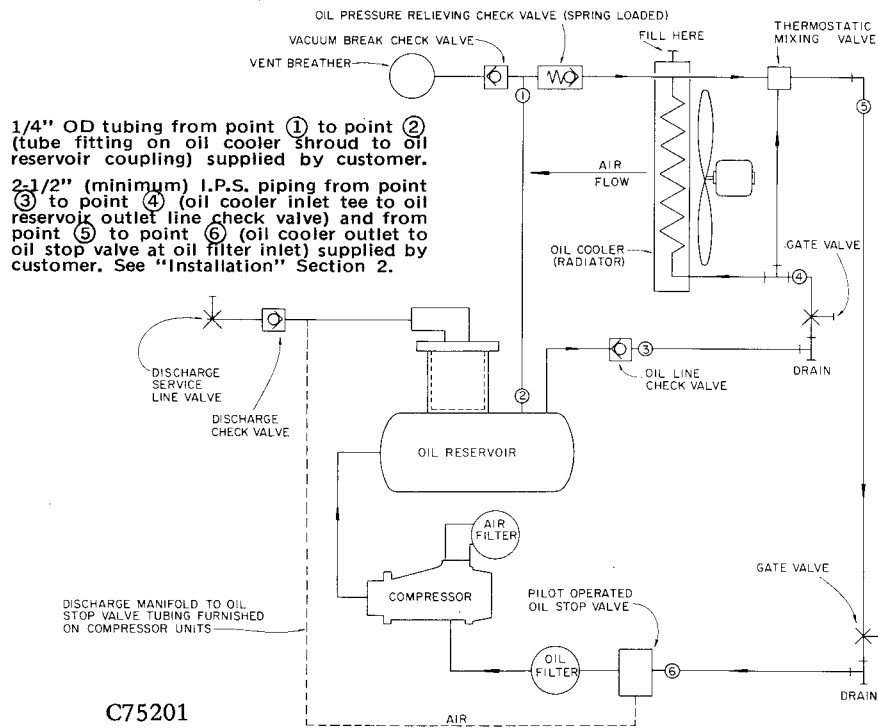 OIL PRESSURE RELIEVING CHECK VALVE (SPRING LOADED)
VACUUM BREAK CHECK VALVE
VENT BREATHER
FILL HERE
THERMOSTATIC
MIXING VALVE
1
5
1/4" OD tubing from point ① to point ②
(tube fitting on oil cooler shroud to oil
reservoir coupling) supplied by customer.
2-1/2" (minimum) I.P.S. piping from point
③ to point ④ (oil cooler inlet tee to oil
reservoir outlet line check valve) and from
point ⑤ to point ⑥ (oil cooler outlet to
oil stop valve at oil filter inlet) supplied by
customer. See "Installation" Section 2.
AIR
FLOW
OIL COOLER
(RADIATOR)
GATE VALVE
4
3
DRAIN
OIL LINE
CHECK VALVE
DISCHARGE
SERVICE
LINE VALVE
DISCHARGE
CHECK VALVE
2
OIL RESERVOIR
AIR
FILTER
COMPRESSOR
PILOT OPERATED
OIL STOP VALVE
GATE VALVE
DISCHARGE MANIFOLD TO OIL
STOP VALVE TUBING FURNISHED
ON COMPRESSOR UNITS
OIL
FILTER
6
DRAIN
AIR
C75201